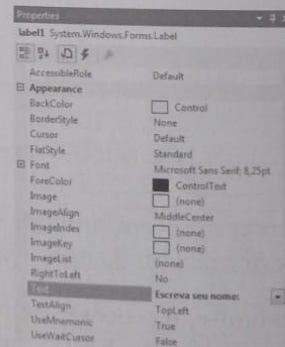 Properties
label1 System.Windows.Forms.Label
AccessibleRole Default
Appearance
BackColor Control
BorderStyle None
Cursor Default
FlatStyle Standard
Font Microsoft Sans Serif; 8,25pt
ForeColor ControlText
Image (none)
ImageAlign MiddleCenter
ImageIndex (none)
ImageKey (none)
ImageList (none)
RightToLeft No
Text Escreva seu nome:
TextAlign TopLeft
UseMnemonic True
UseWaitCursor False